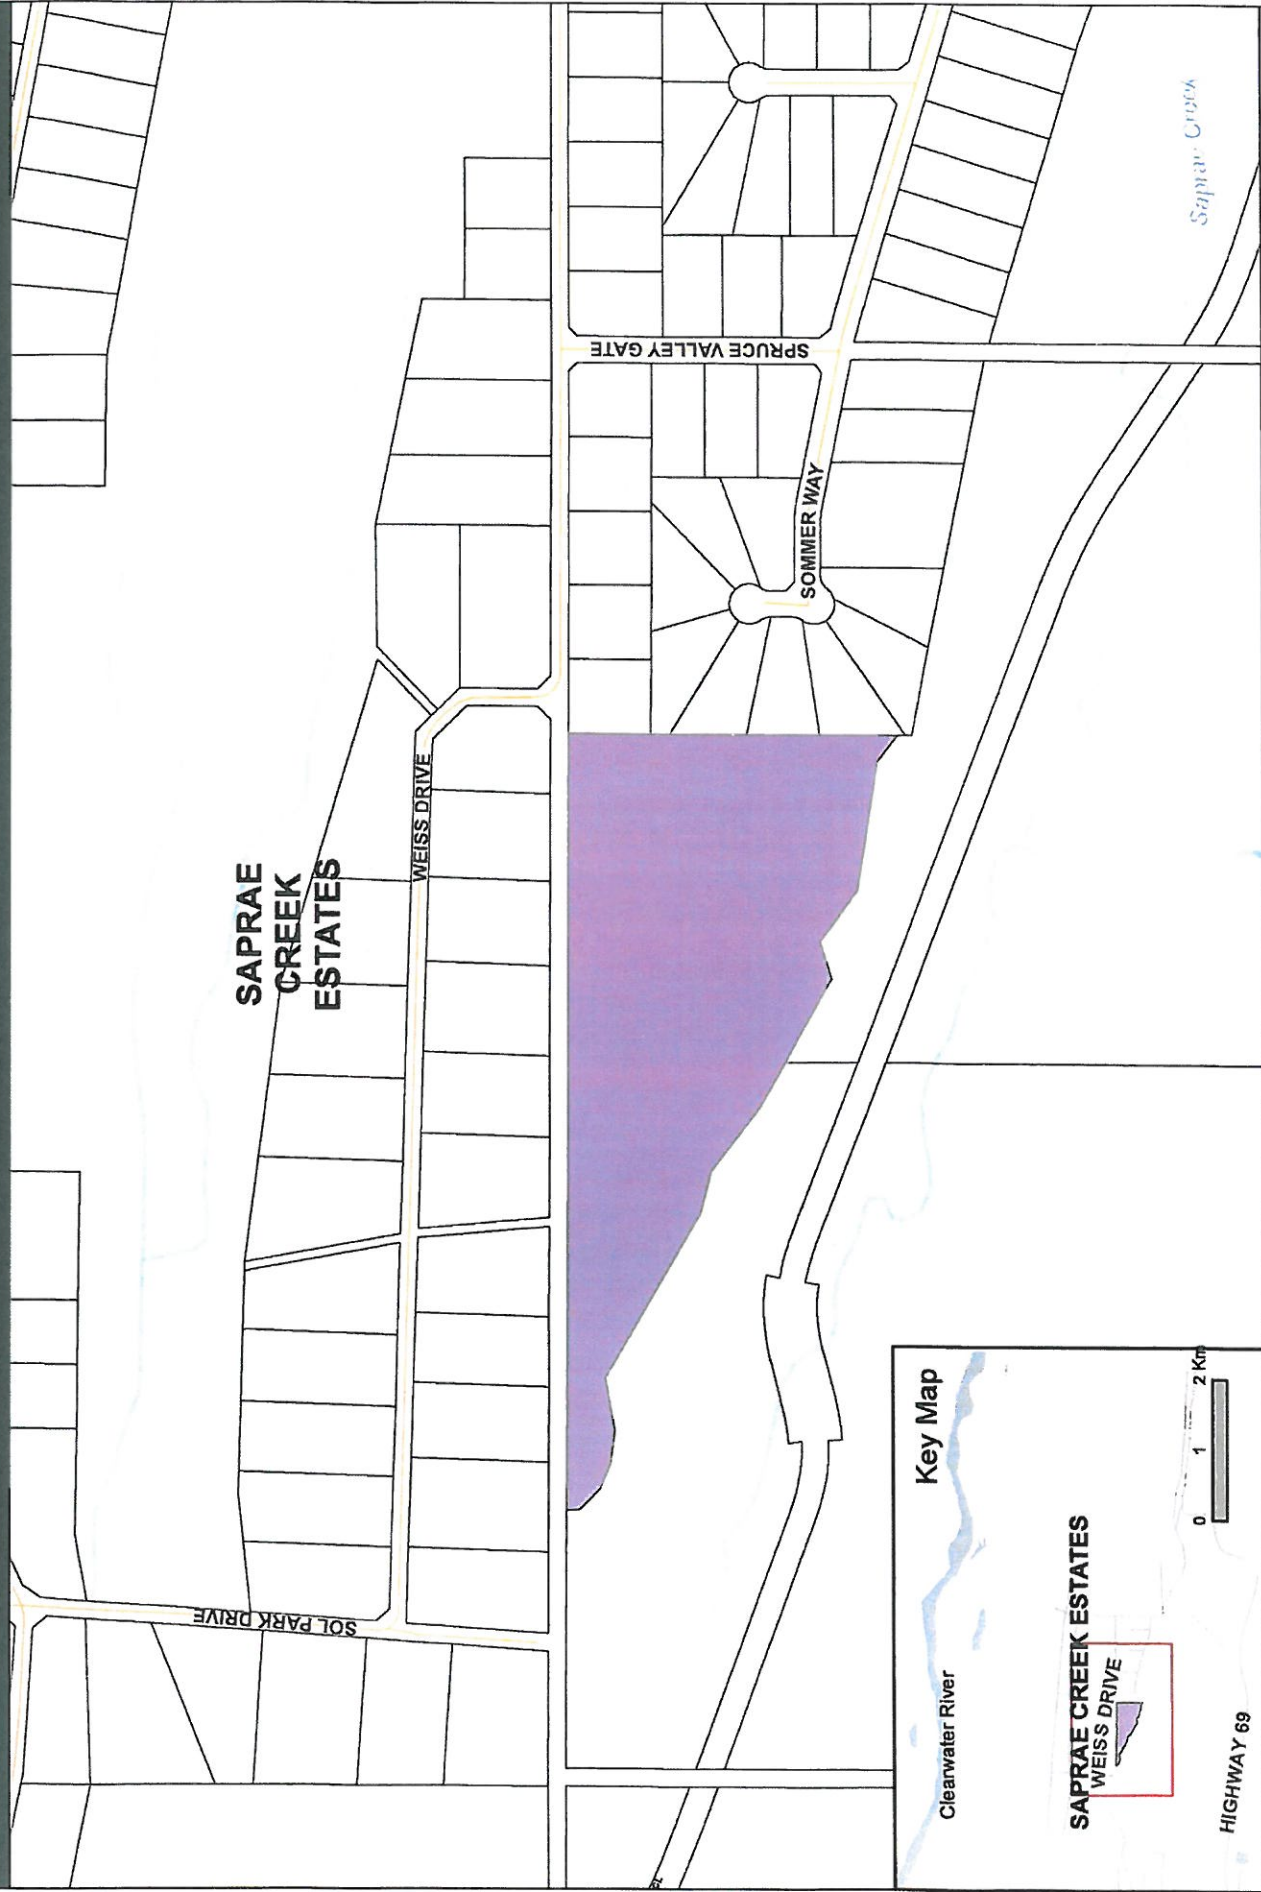 SAPRAE
CREEK
ESTATES
WEISS DRIVE
SOL PARK DRIVE
SPRUCE VALLEY GATE
SOMMER WAY
Saprae Creek
Key Map
Clearwater River
SAPRAE CREEK ESTATES
WEISS DRIVE
HIGHWAY 69
0 1 2 Km